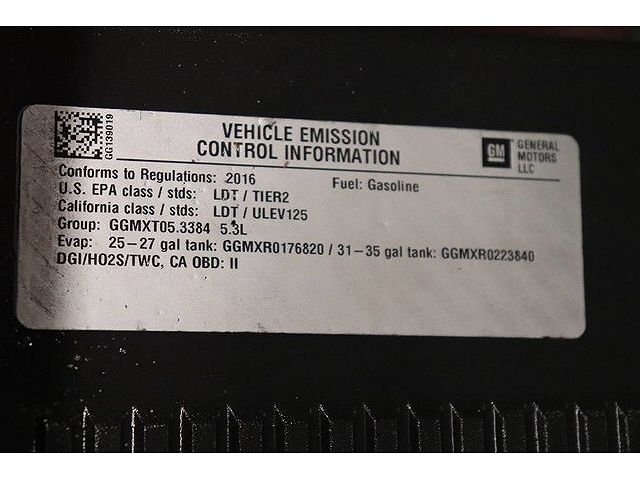 GG139019
VEHICLE EMISSION
CONTROL INFORMATION
GM
GENERAL
MOTORS
LLC
Conforms to Regulations: 2016
Fuel: Gasoline
U.S. EPA class / stds: LDT / TIER2
California class / stds: LDT / ULEV125
Group: GGMXT05.3384 5.3L
Evap: 25-27 gal tank: GGMXR0176820 / 31-35 gal tank: GGMXR0223840
DGI/HO2S/TWC, CA OBD: II